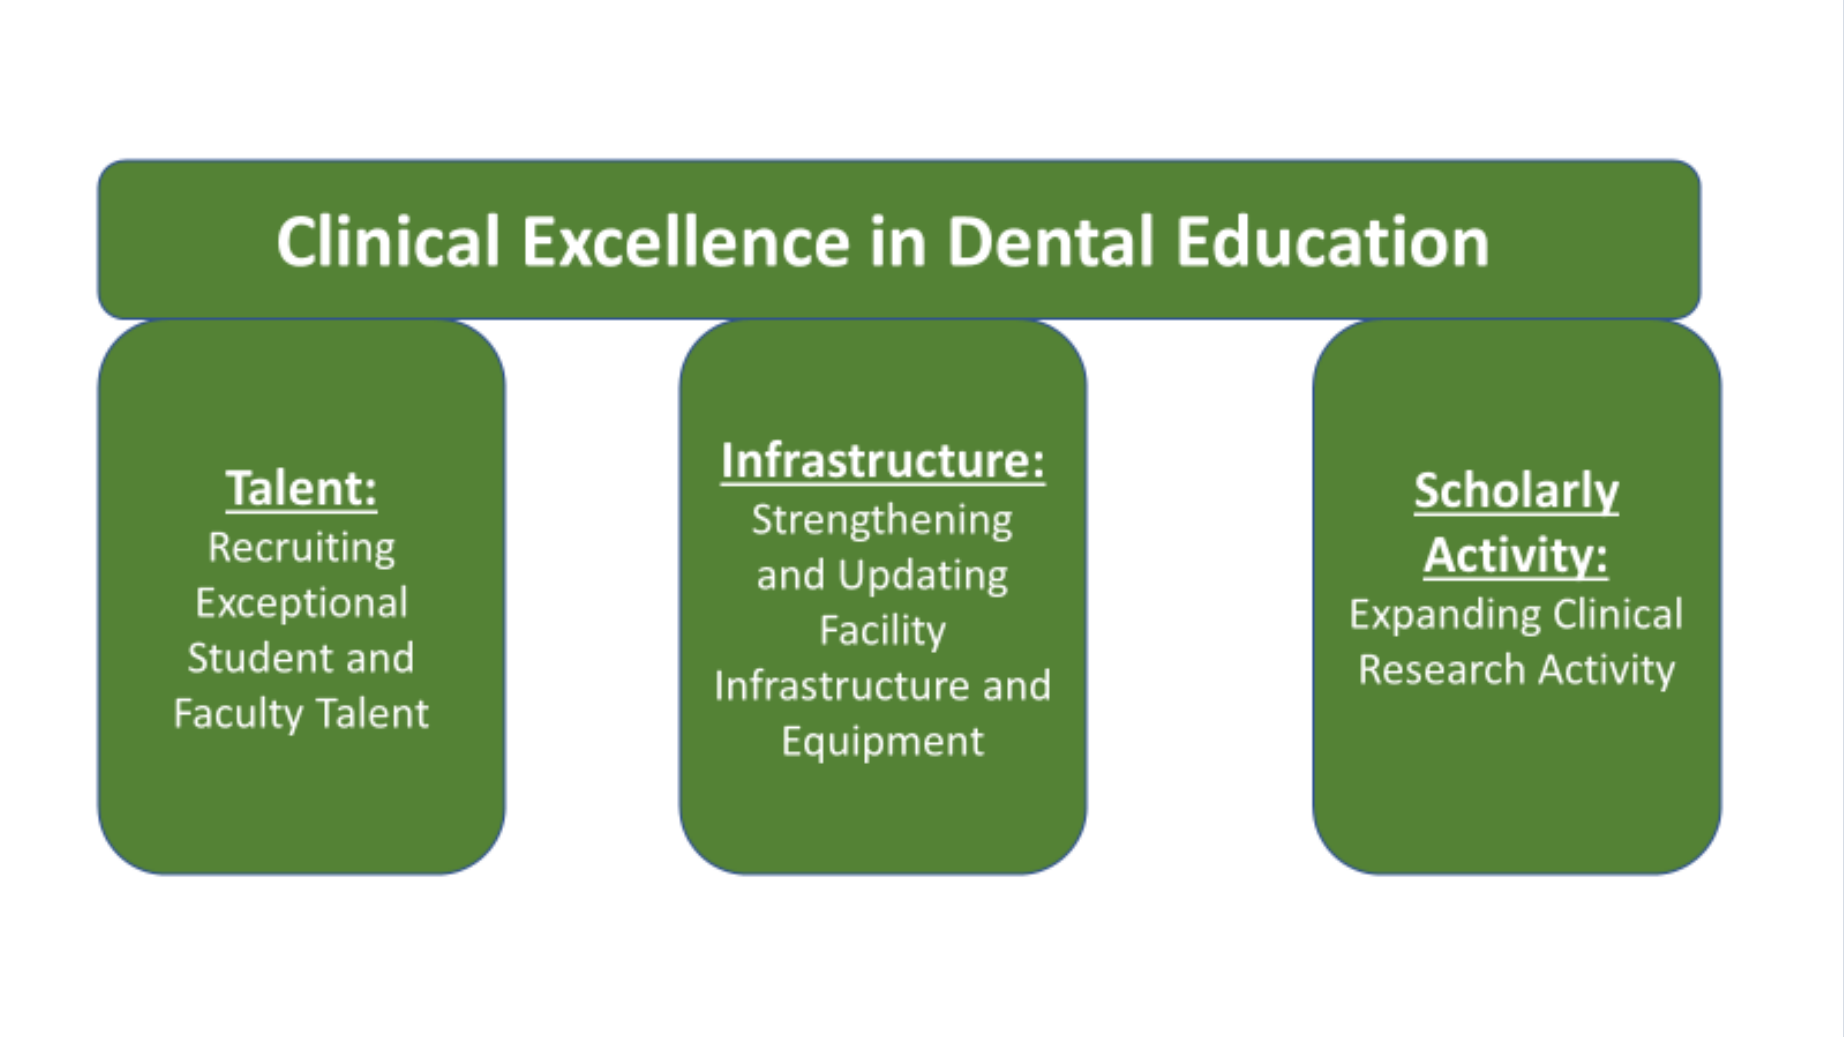 Clinical Excellence in Dental Education
Talent:
Recruiting
Exceptional
Student and
Faculty Talent
Infrastructure:
Strengthening
and Updating
Facility
Infrastructure and
Equipment
Scholarly
Activity:
Expanding Clinical
Research Activity